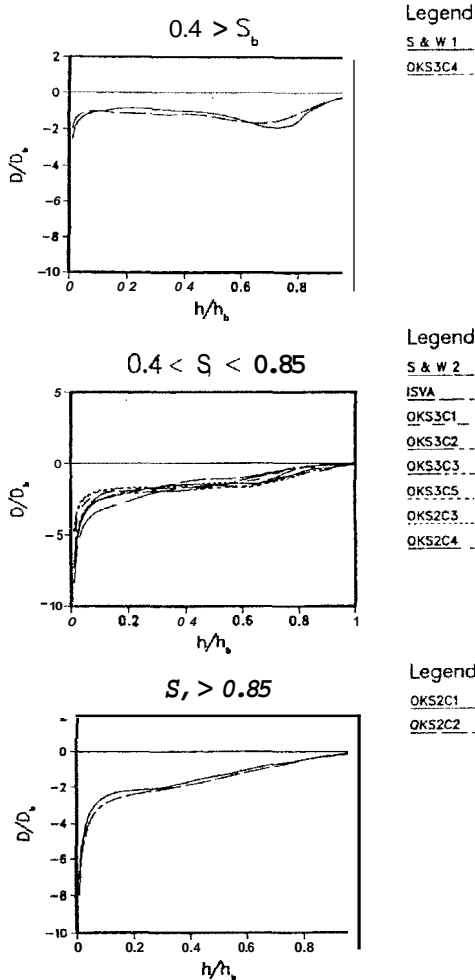 0.4 > S_b
Legend
S & W 1
OKS3C4
2
0
-2
-4
-6
-8
-10
D/D_b
0
0 2
0 4
0.6
0.8
h/h_b
0.4 < S < 0.85
Legend
S & W 2
ISVA
OKS3C1
OKS3C2
OKS3C3
OKS3C5
OKS2C3
OKS2C4
5
0
-5
-10
D/D_b
0
0.2
0 4
0.6
0.8
1
h/h_b
S, > 0.85
Legend
OKS2C1
OKS2C2
0
-2
-4
-6
-8
-10
D/D_b
0
0.2
0.4
0.6
0.8
h/h_b